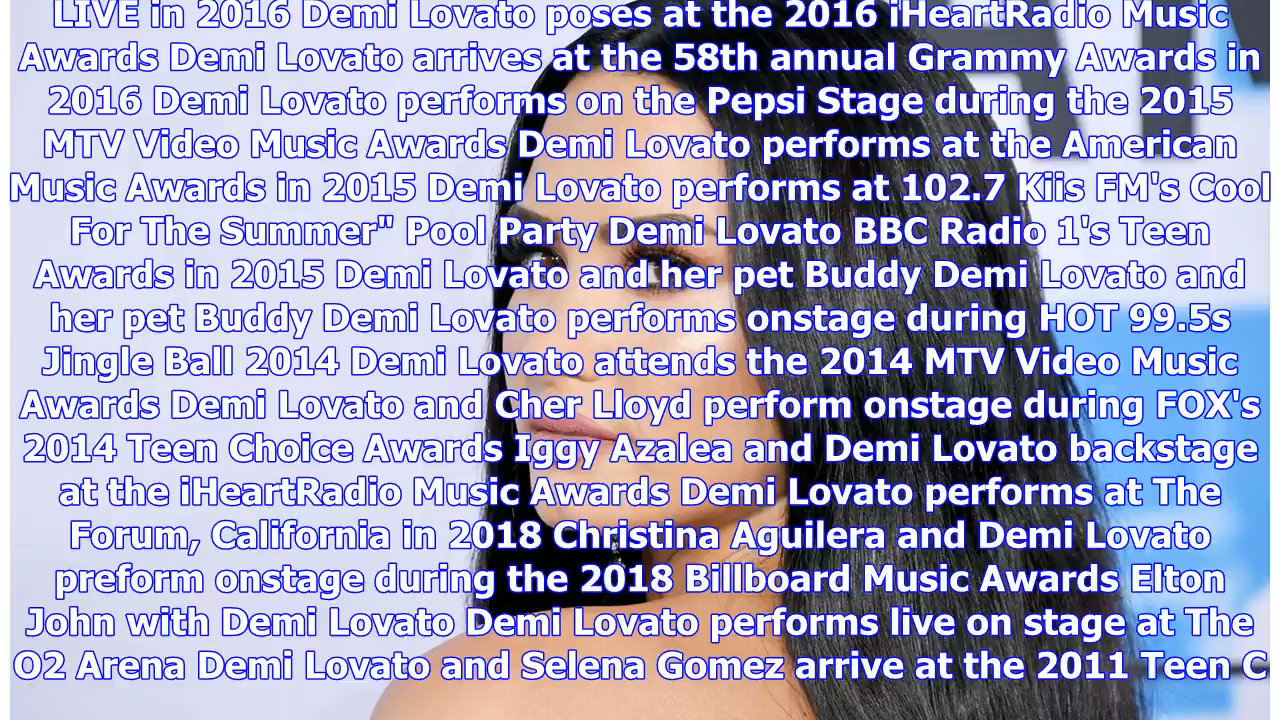 LIVE in 2016 Demi Lovato poses at the 2016 iHeartRadio Music
Awards Demi Lovato arrives at the 58th annual Grammy Awards in
2016 Demi Lovato performs on the Pepsi Stage during the 2015
MTV Video Music Awards Demi Lovato performs at the American
Music Awards in 2015 Demi Lovato performs at 102.7 Kiis FM's Cool
For The Summer" Pool Party Demi Lovato BBC Radio 1's Teen
Awards in 2015 Demi Lovato and her pet Buddy Demi Lovato and
her pet Buddy Demi Lovato performs onstage during HOT 99.5s
Jingle Ball 2014 Demi Lovato attends the 2014 MTV Video Music
Awards Demi Lovato and Cher Lloyd perform onstage during FOX's
2014 Teen Choice Awards Iggy Azalea and Demi Lovato backstage
at the iHeartRadio Music Awards Demi Lovato performs at The
Forum, California in 2018 Christina Aguilera and Demi Lovato
preform onstage during the 2018 Billboard Music Awards Elton
John with Demi Lovato Demi Lovato performs live on stage at The
O2 Arena Demi Lovato and Selena Gomez arrive at the 2011 Teen C